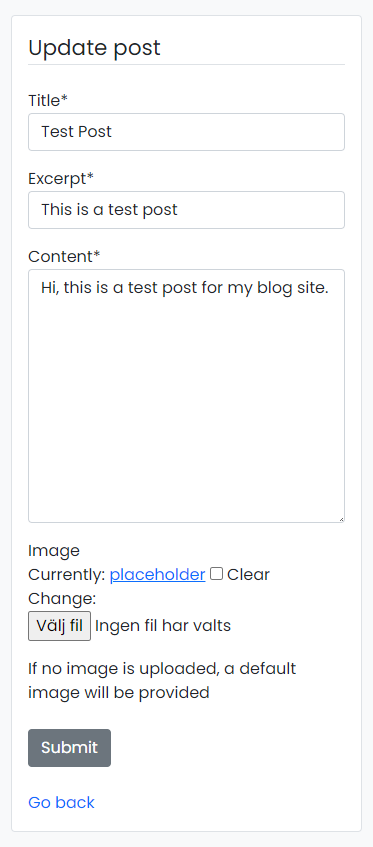 Update post
Title*
Test Post
Excerpt*
This is a test post
Content*
Hi, this is a test post for my blog site.
Image
Currently: placeholder Clear
Change:
Välj fil Ingen fil har valts
If no image is uploaded, a default
image will be provided
Submit
Go back